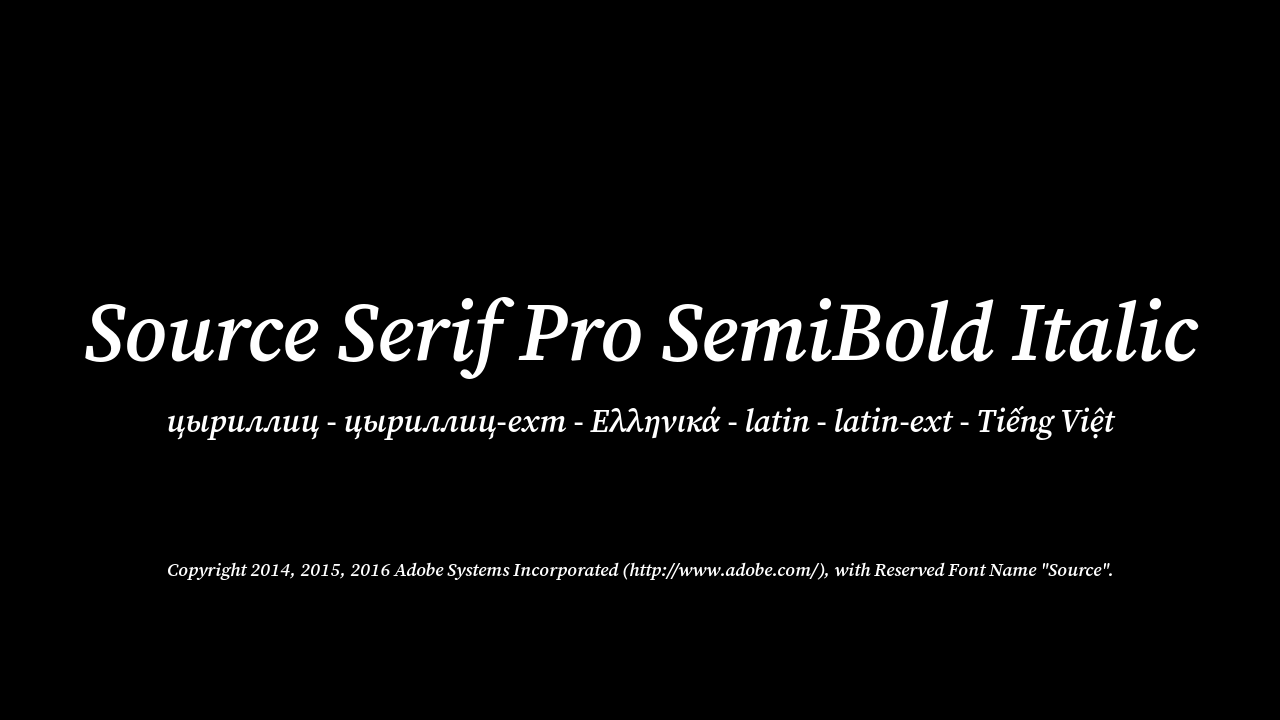 Source Serif Pro SemiBold Italic
цыриллиц - цыриллиц-ехт - Ελληνικά - latin - latin-ext - Tiếng Việt
Copyright 2014, 2015, 2016 Adobe Systems Incorporated (http://www.adobe.com/), with Reserved Font Name "Source".